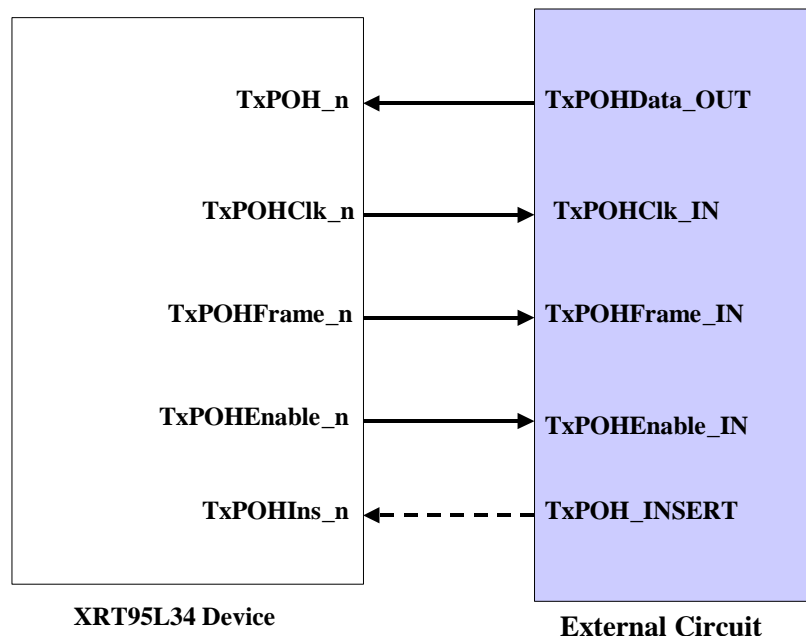 TxPOH_n
TxPOHData_OUT
TxPOHClk_n
TxPOHClk_IN
TxPOHFrame_n
TxPOHFrame_IN
TxPOHEnable_n
TxPOHEnable_IN
TxPOHIns_n
TxPOH_INSERT
XRT95L34 Device
External Circuit